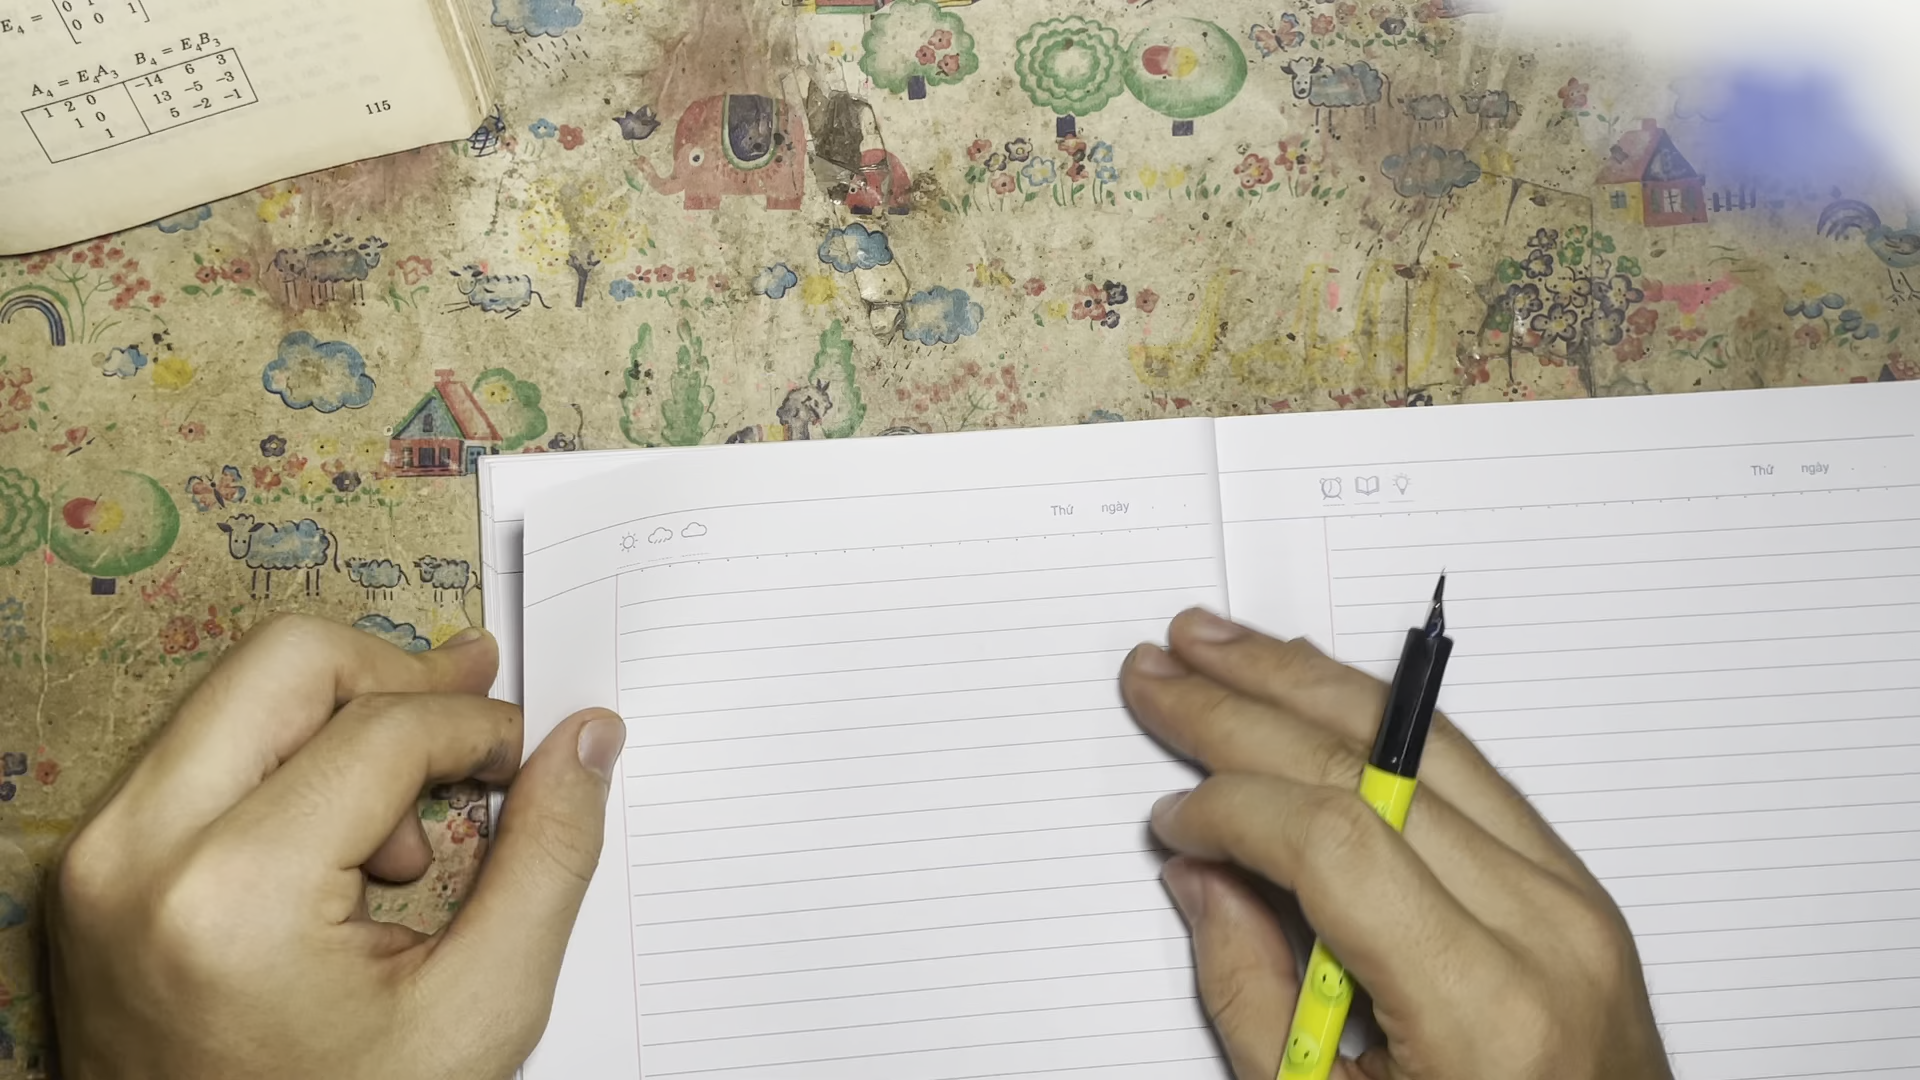 E₄ =
0 0 1
A₄ = E₄A₃ B₄ = E₄B₃
1 2 0 -14 6 3
1 0 13 -5 -3
1 5 -2 -1
115
Thứ ngày
Thứ ngày